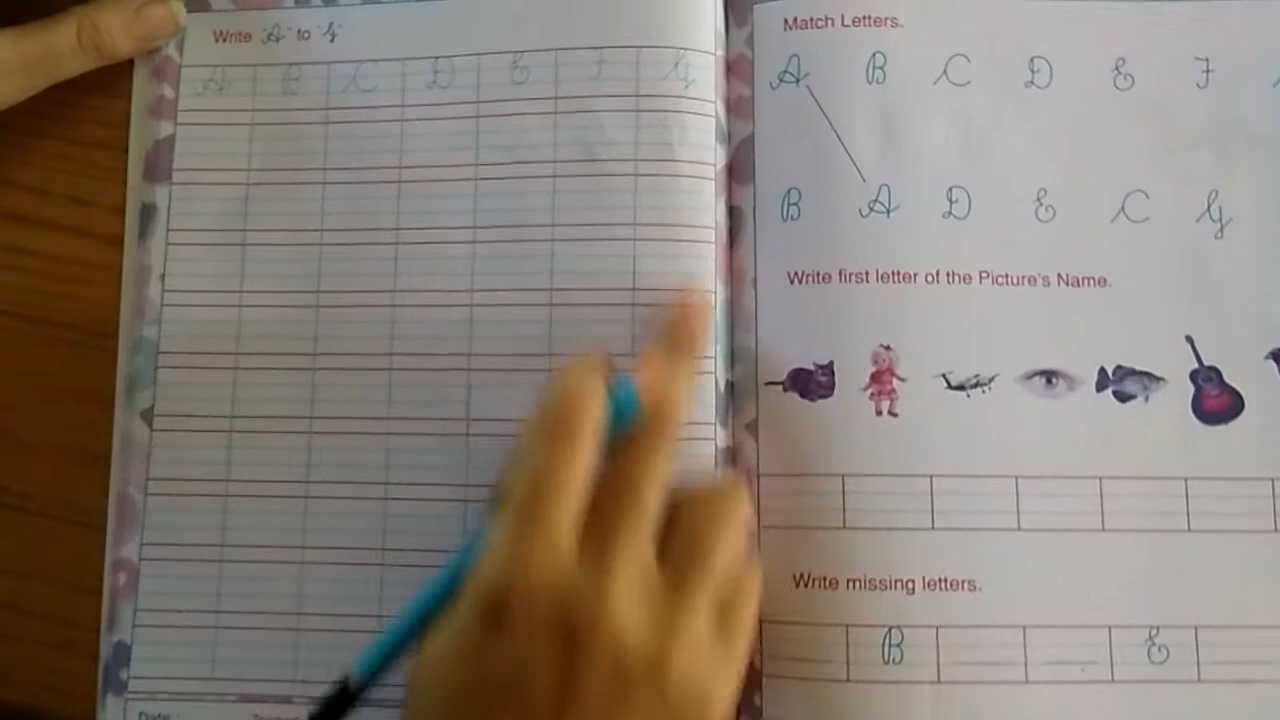 Write "A" to "G"
A B C D E F G
Date :
Match Letters.
A B C D E F
B A D E C G
Write first letter of the Picture's Name.
Write missing letters.
B E